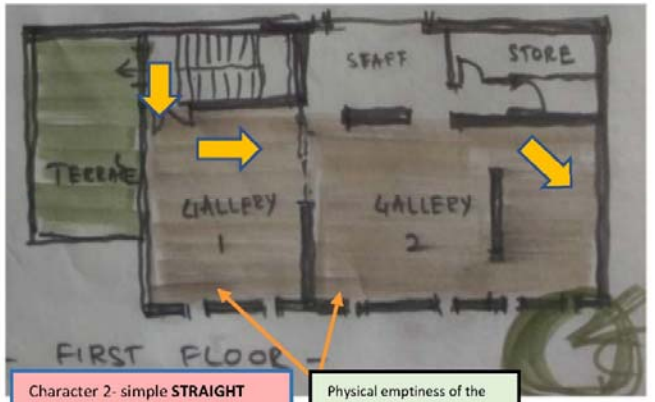 STAFF
STORE
TERRACE
GALLERY
1
GALLERY
2
- FIRST FLOOR -
Character 2- simple STRAIGHT
Physical emptiness of the